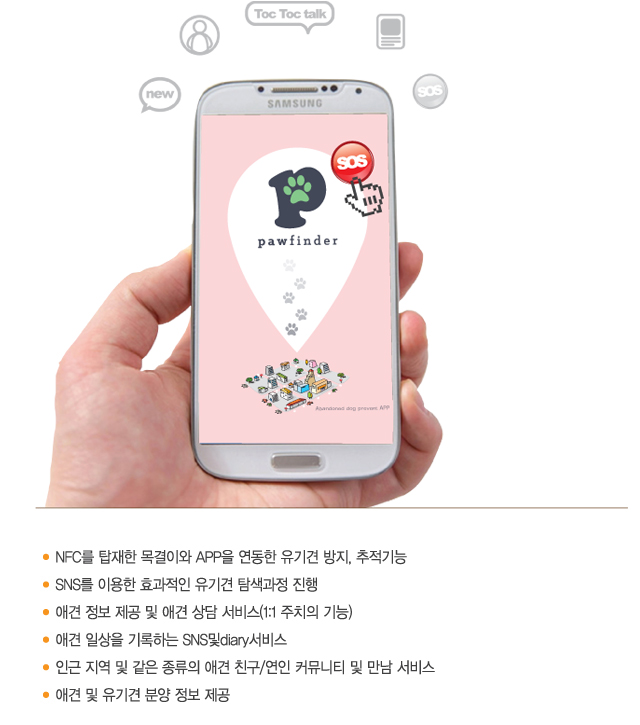 Toc Toc talk
new
SOS
SAMSUNG
SOS
pawfinder
Abandoned dog prevent APP
NFC를 탑재한 목결이와 APP을 연동한 유기견 방지, 추적기능
SNS를 이용한 효과적인 유기견 탐색과정 진행
애견 정보 제공 및 애견 상담 서비스(1:1 주치의 기능)
애견 일상을 기록하는 SNS및diary서비스
인근 지역 및 같은 종류의 애견 친구/연인 커뮤니티 및 만남 서비스
애견 및 유기견 분양 정보 제공